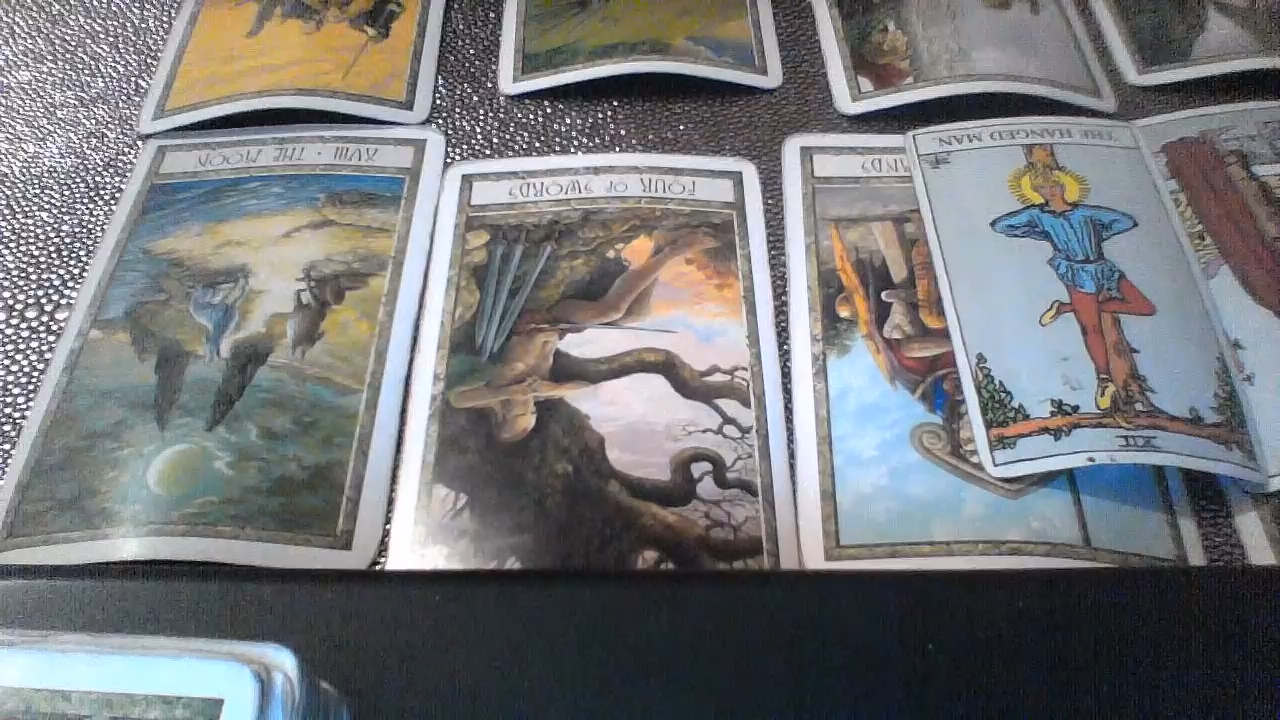 XVIII · THE MOON
FOUR OF SWORDS
THE HANGED MAN
XII